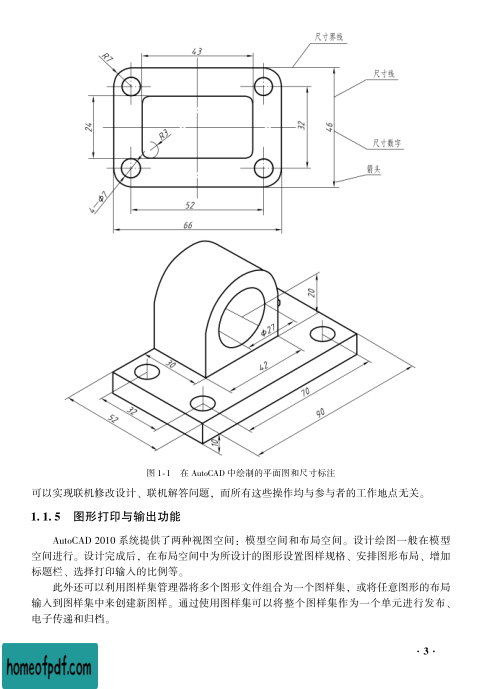 尺寸界线
43
R7
尺寸线
24
R3
32
46
尺寸数字
箭头
4-Φ7
52
66
20
Φ27
30
42
32
70
52
90
10
图 1-1 在 AutoCAD 中绘制的平面图和尺寸标注
可以实现联机修改设计、联机解答问题，而所有这些操作均与参与者的工作地点无关。
1.1.5 图形打印与输出功能
AutoCAD 2010 系统提供了两种视图空间：模型空间和布局空间。设计绘图一般在模型
空间进行。设计完成后，在布局空间中为所设计的图形设置图样规格、安排图形布局、增加
标题栏、选择打印输入的比例等。
此外还可以利用图样集管理器将多个图形文件组合为一个图样集，或将任意图形的布局
输入到图样集中来创建新图样。通过使用图样集可以将整个图样集作为一个单元进行发布、
电子传递和归档。
·3·
homeofpdf.com